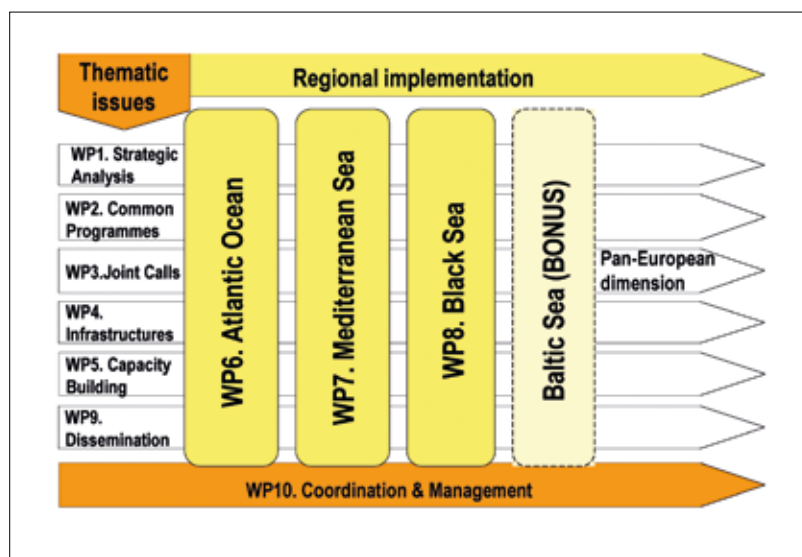 Thematic
issues
Regional implementation
WP1. Strategic
Analysis
WP2. Common
Programmes
WP3.Joint Calls
WP4.
Infrastructures
WP5. Capacity
Building
WP9.
Dissemination
WP6. Atlantic Ocean
WP7. Mediterranean Sea
WP8. Black Sea
Baltic Sea (BONUS)
Pan-European
dimension
WP10. Coordination & Management